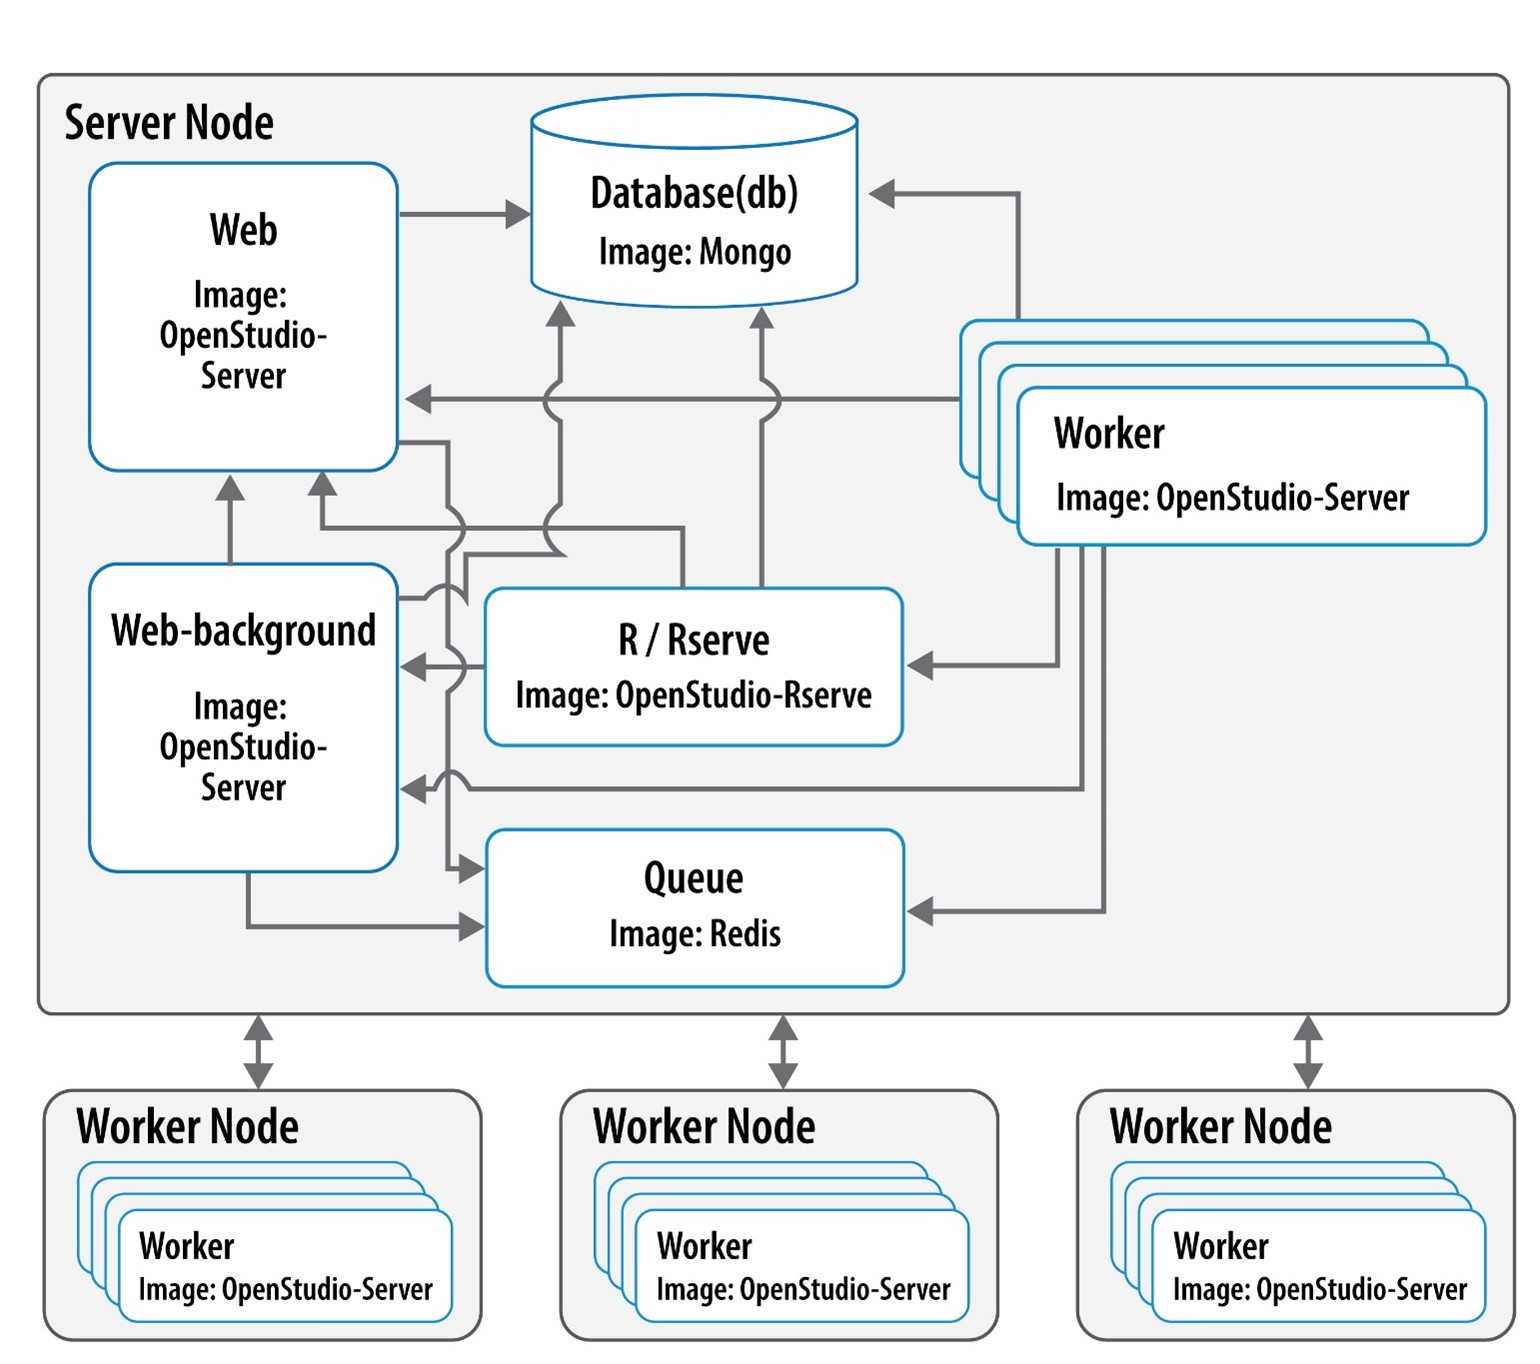 Server Node
Web
Image:
OpenStudio-
Server
Database(db)
Image: Mongo
Worker
Image: OpenStudio-Server
Web-background
Image:
OpenStudio-
Server
R / Rserve
Image: OpenStudio-Rserve
Queue
Image: Redis
Worker Node
Worker
Image: OpenStudio-Server
Worker Node
Worker
Image: OpenStudio-Server
Worker Node
Worker
Image: OpenStudio-Server